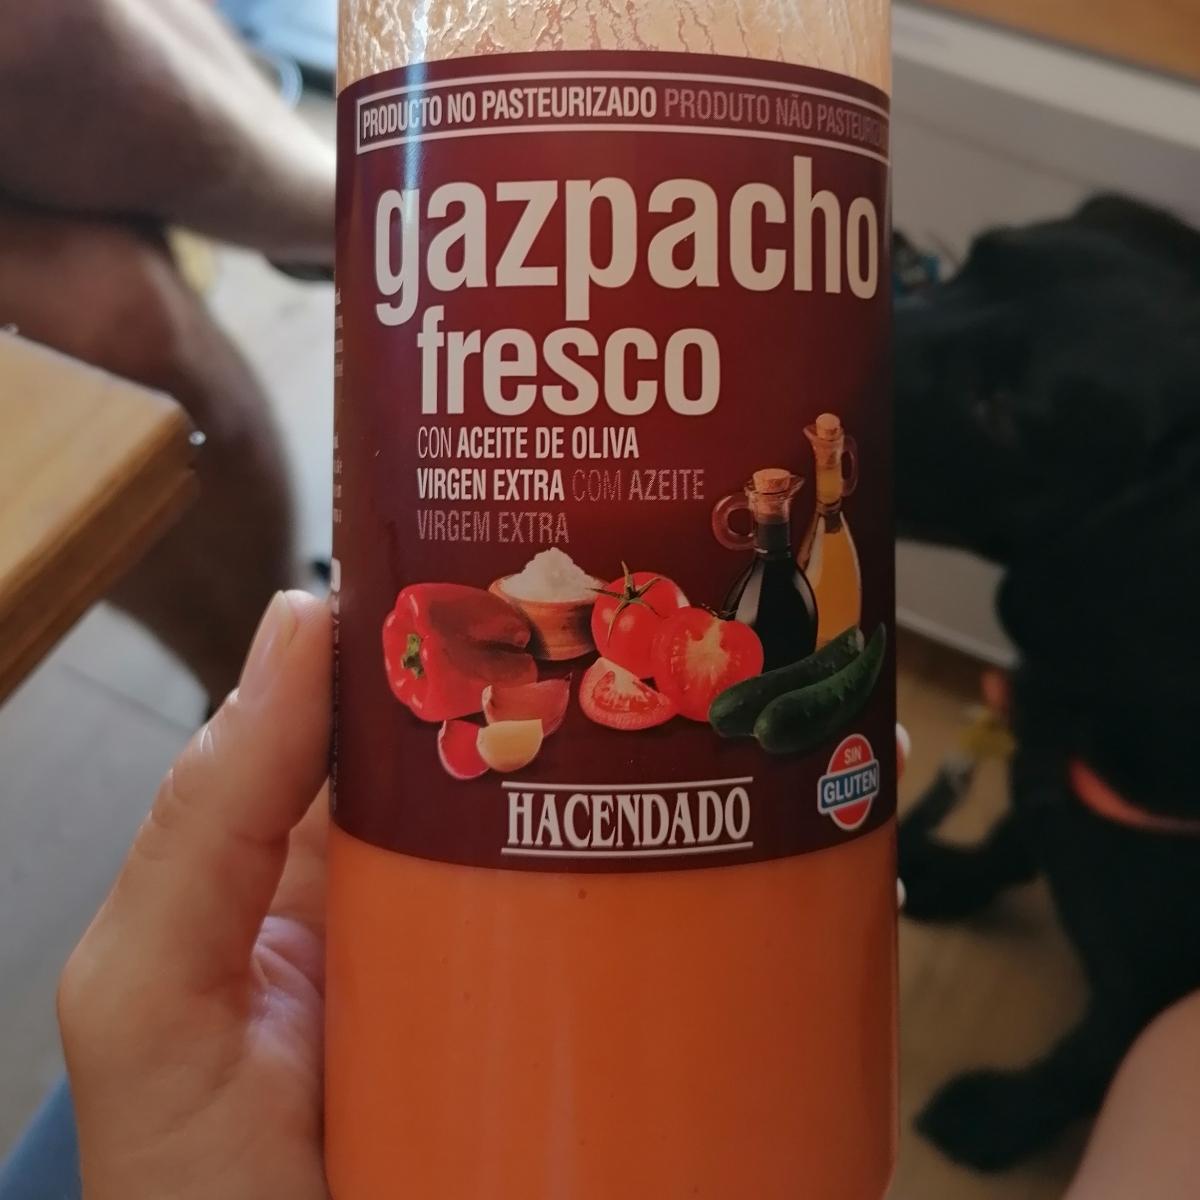 PRODUCTO NO PASTEURIZADO PRODUTO NÃO
gazpacho
fresco
CON ACEITE DE OLIVA
VIRGEN EXTRA COM AZEITE
VIRGEM EXTRA
SIN
GLUTEN
HACENDADO